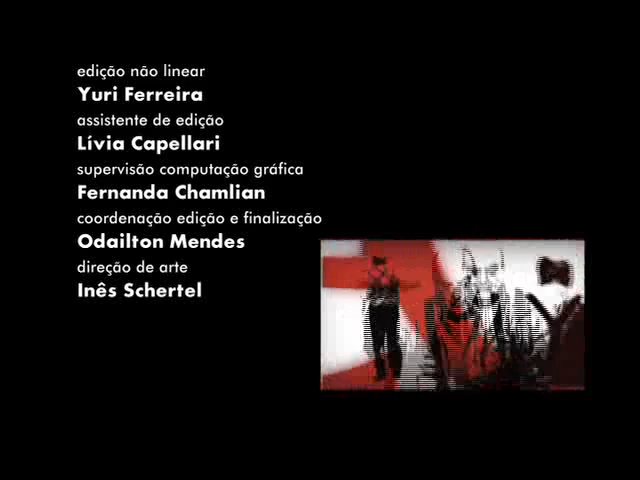 edição não linear
Yuri Ferreira
assistente de edição
Lívia Capellari
supervisão computação gráfica
Fernanda Chamlian
coordenação edição e finalização
Odailton Mendes
direção de arte
Inês Schertel